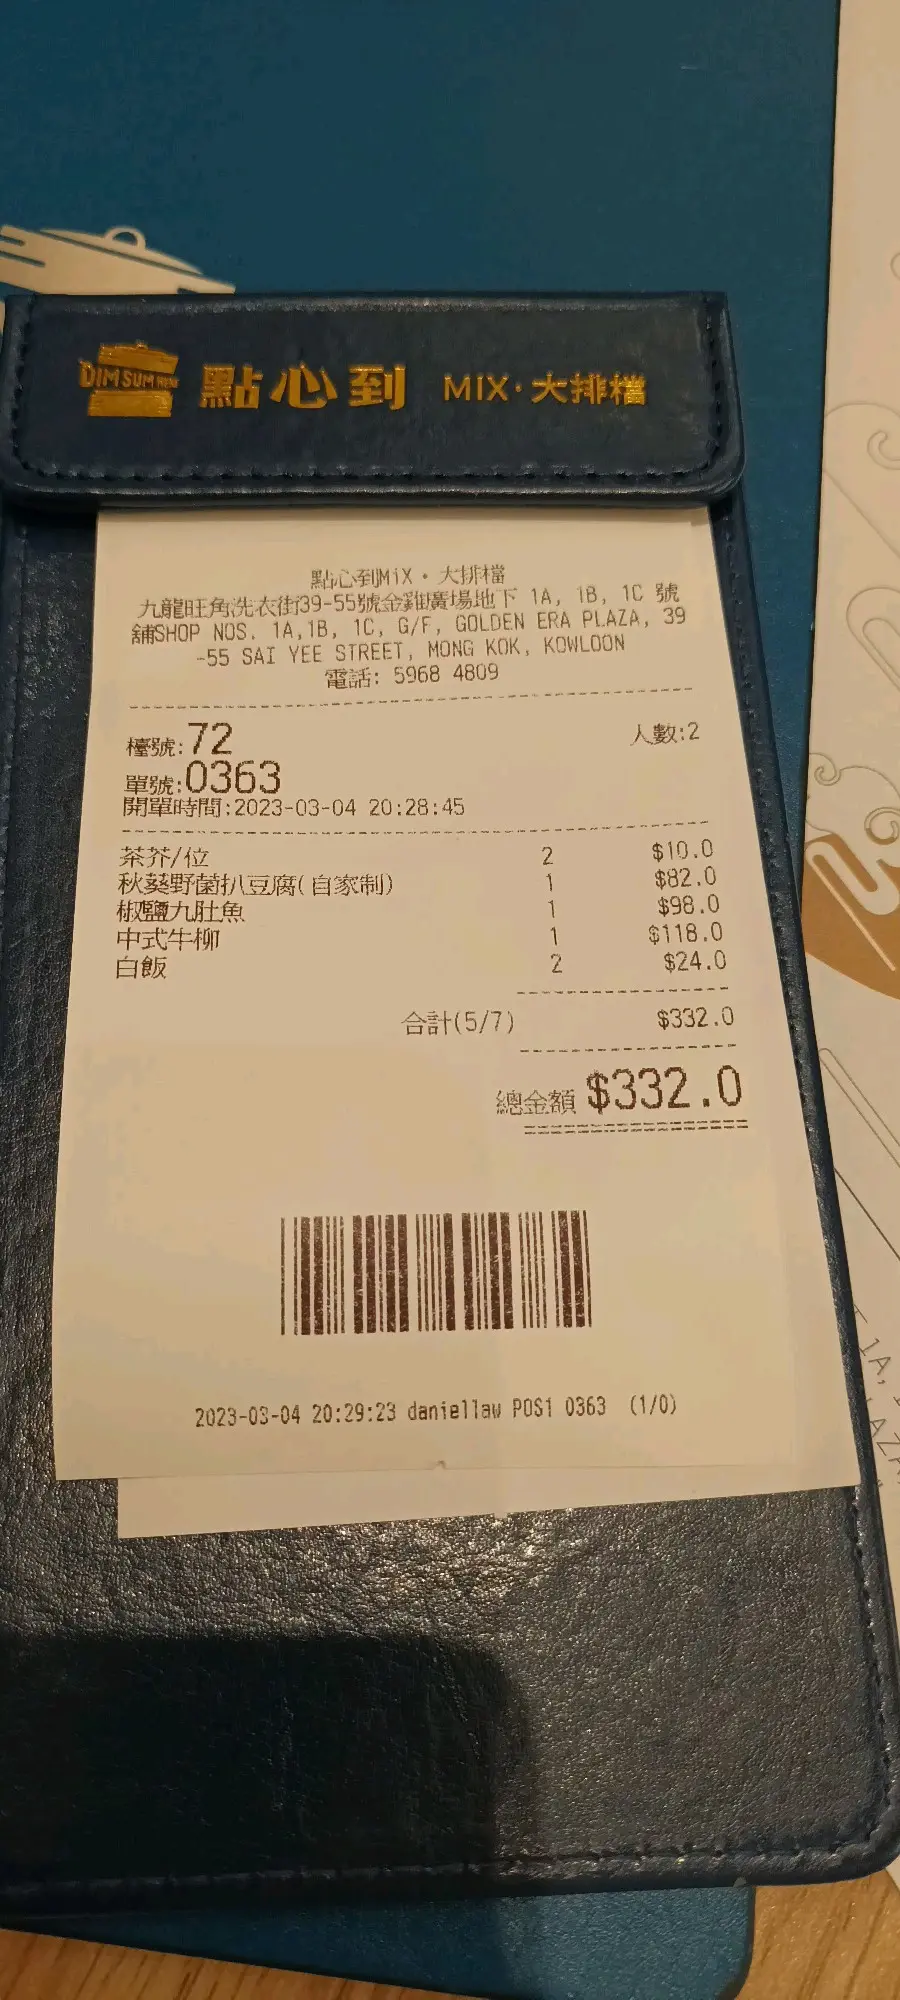 DIM SUM HERE 點心到 MIX·大排檔
點心到MiX·大排檔
九龍旺角洗衣街39-55號金雞廣場地下 1A, 1B, 1C 號
舖SHOP NOS. 1A,1B, 1C, G/F, GOLDEN ERA PLAZA, 39
-55 SAI YEE STREET, MONG KOK, KOWLOON
電話: 5968 4809
檯號:72 人數:2
單號:0363
開單時間:2023-03-04 20:28:45
茶芥/位 2 $10.0
秋葵野菌扒豆腐(自家制) 1 $82.0
椒鹽九肚魚 1 $98.0
中式牛柳 1 $118.0
白飯 2 $24.0
合計(5/7) $332.0
總金額 $332.0
2023-03-04 20:29:23 daniellaw POS1 0363 (1/0)
1A,